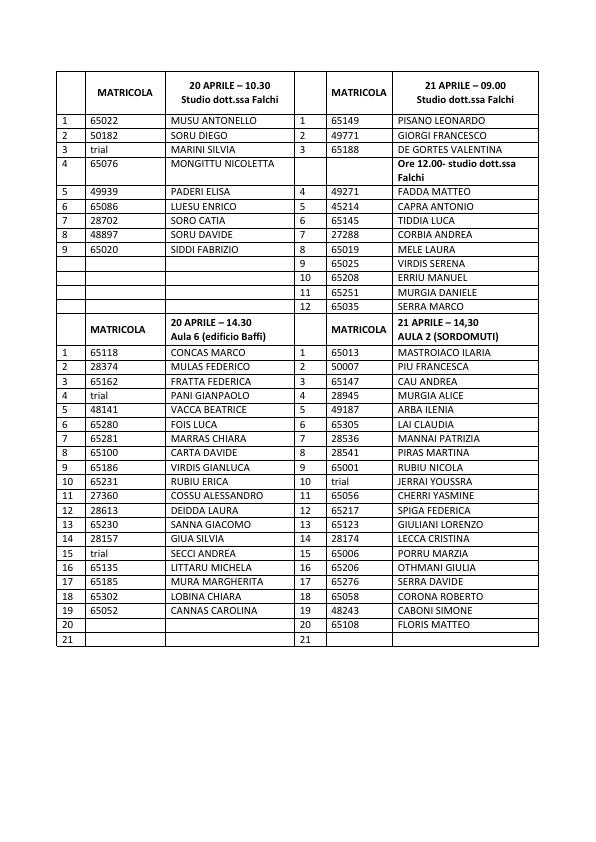 MATRICOLA 20 APRILE – 10.30 MATRICOLA 21 APRILE – 09.00
Studio dott.ssa Falchi Studio dott.ssa Falchi
1 65022 MUSU ANTONELLO 1 65149 PISANO LEONARDO
2 50182 SORU DIEGO 2 49771 GIORGI FRANCESCO
3 trial MARINI SILVIA 3 65188 DE GORTES VALENTINA
4 65076 MONGITTU NICOLETTA Ore 12.00- studio dott.ssa
Falchi
5 49939 PADERI ELISA 4 49271 FADDA MATTEO
6 65086 LUESU ENRICO 5 45214 CAPRA ANTONIO
7 28702 SORO CATIA 6 65145 TIDDIA LUCA
8 48897 SORU DAVIDE 7 27288 CORBIA ANDREA
9 65020 SIDDI FABRIZIO 8 65019 MELE LAURA
9 65025 VIRDIS SERENA
10 65208 ERRIU MANUEL
11 65251 MURGIA DANIELE
12 65035 SERRA MARCO
MATRICOLA 20 APRILE – 14.30 MATRICOLA 21 APRILE – 14,30
Aula 6 (edificio Baffi) AULA 2 (SORDOMUTI)
1 65118 CONCAS MARCO 1 65013 MASTROIACO ILARIA
2 28374 MULAS FEDERICO 2 50007 PIU FRANCESCA
3 65162 FRATTA FEDERICA 3 65147 CAU ANDREA
4 trial PANI GIANPAOLO 4 28945 MURGIA ALICE
5 48141 VACCA BEATRICE 5 49187 ARBA ILENIA
6 65280 FOIS LUCA 6 65305 LAI CLAUDIA
7 65281 MARRAS CHIARA 7 28536 MANNAI PATRIZIA
8 65100 CARTA DAVIDE 8 28541 PIRAS MARTINA
9 65186 VIRDIS GIANLUCA 9 65001 RUBIU NICOLA
10 65231 RUBIU ERICA 10 trial JERRAI YOUSSRA
11 27360 COSSU ALESSANDRO 11 65056 CHERRI YASMINE
12 28613 DEIDDA LAURA 12 65217 SPIGA FEDERICA
13 65230 SANNA GIACOMO 13 65123 GIULIANI LORENZO
14 28157 GIUA SILVIA 14 28174 LECCA CRISTINA
15 trial SECCI ANDREA 15 65006 PORRU MARZIA
16 65135 LITTARU MICHELA 16 65206 OTHMANI GIULIA
17 65185 MURA MARGHERITA 17 65276 SERRA DAVIDE
18 65302 LOBINA CHIARA 18 65058 CORONA ROBERTO
19 65052 CANNAS CAROLINA 19 48243 CABONI SIMONE
20 20 65108 FLORIS MATTEO
21 21